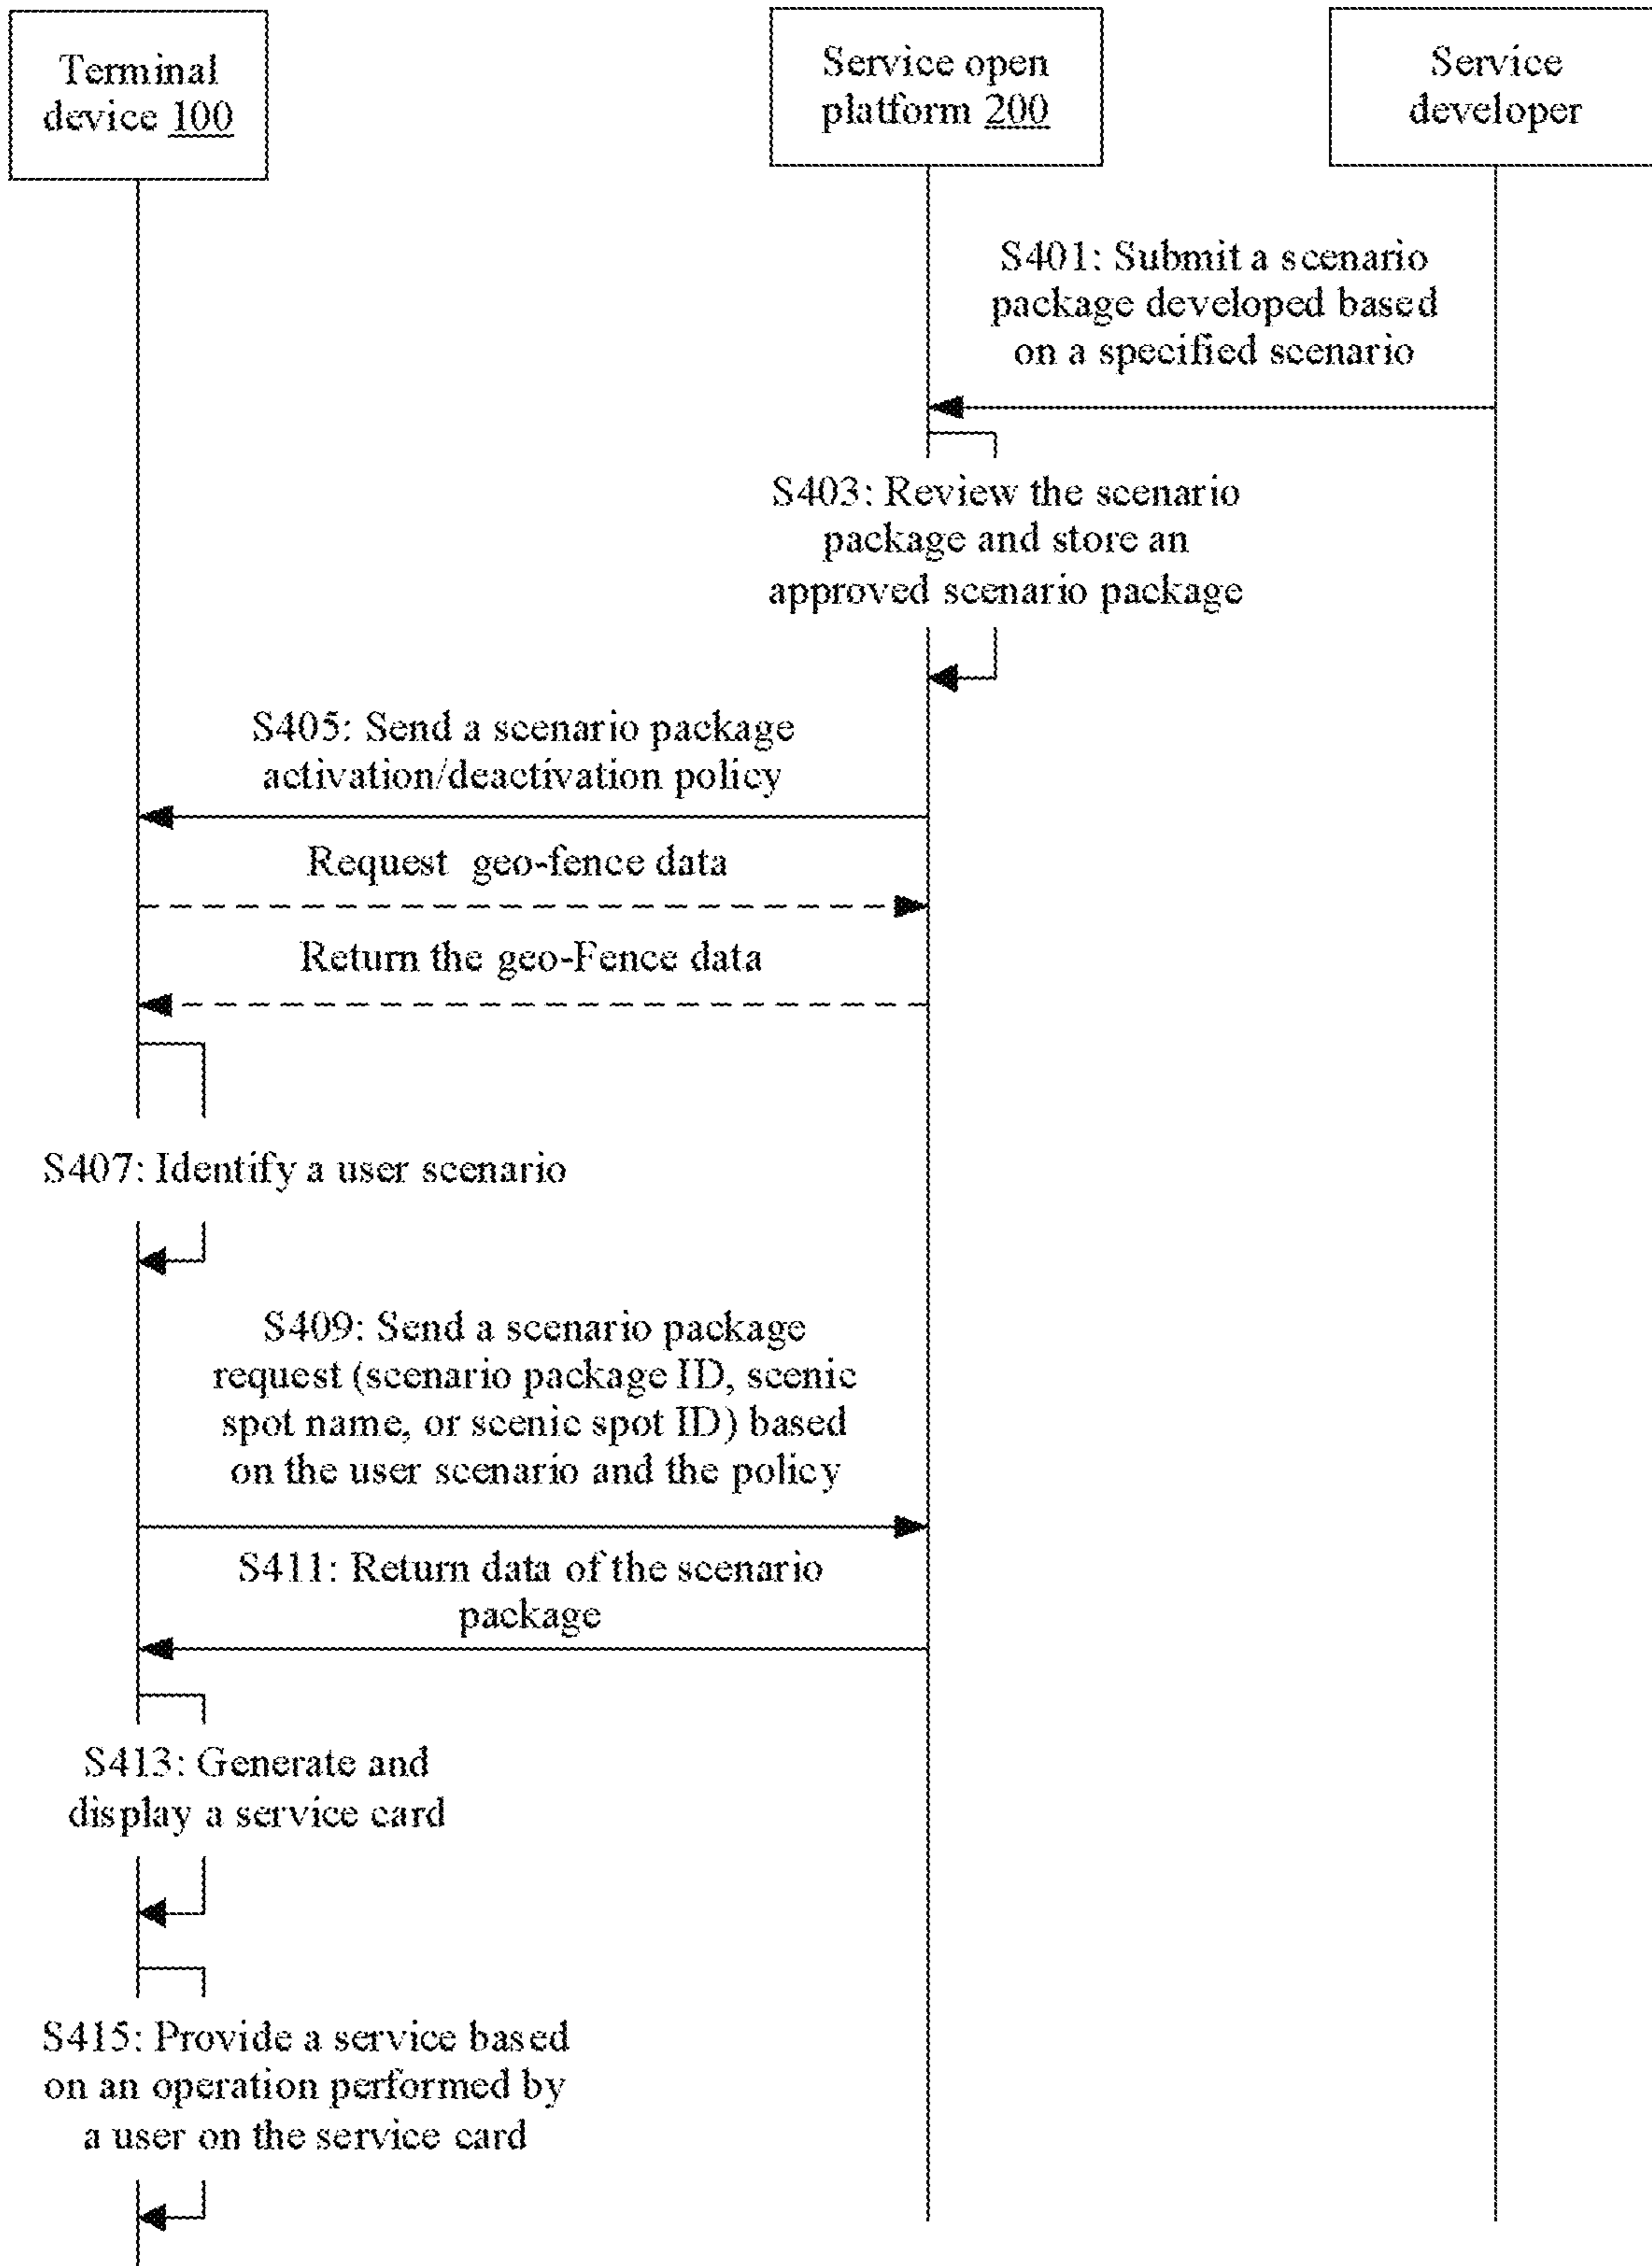 Terminal
device 100
Service open
platform 200
Service
developer
S401: Submit a scenario
package developed based
on a specified scenario
S403: Review the scenario
package and store an
approved scenario package
S405: Send a scenario package
activation/deactivation policy
Request geo-fence data
Return the geo-Fence data
S407: Identify a user scenario
S409: Send a scenario package
request (scenario package ID, scenic
spot name, or scenic spot ID) based
on the user scenario and the policy
S411: Return data of the scenario
package
S413: Generate and
display a service card
S415: Provide a service based
on an operation performed by
a user on the service card